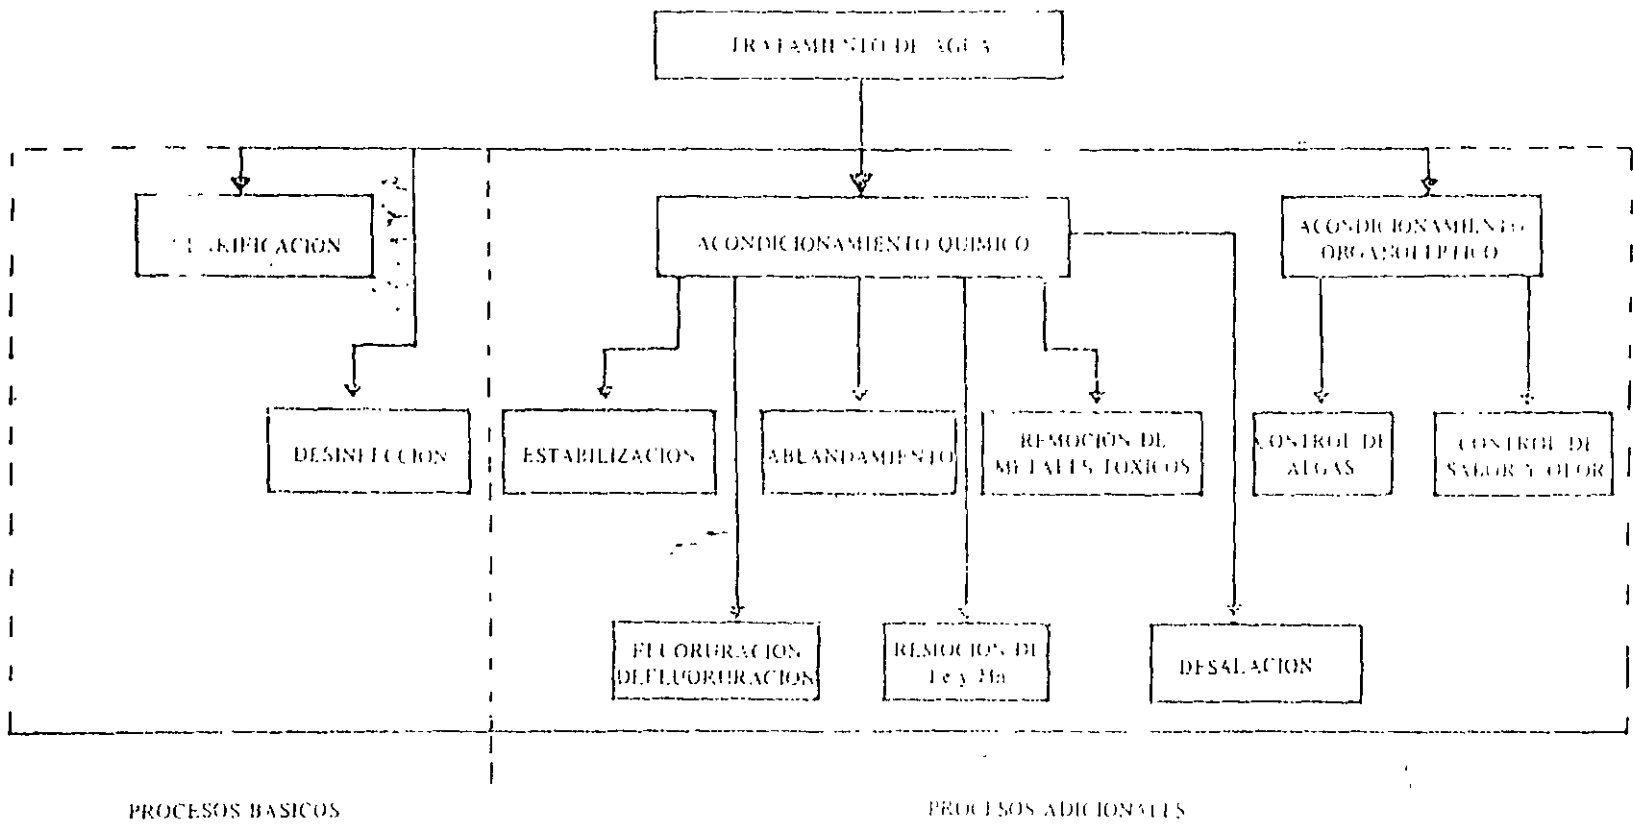 TRATAMIENTO DE AGUA
CLARIFICACION
ACONDICIONAMIENTO QUIMICO
ACONDICIONAMIENTO
ORGANOLEPTICO
DESINFECCION
ESTABILIZACION
ABLANDAMIENTO
REMOCION DE
METALES TOXICOS
CONTROL DE
ALGAS
CONTROL DE
SABOR Y OLOR
FLUORURACION
DEFLUORURACION
REMOCION DE
Fe y Mn
DESALACION
PROCESOS BASICOS
PROCESOS ADICIONALES